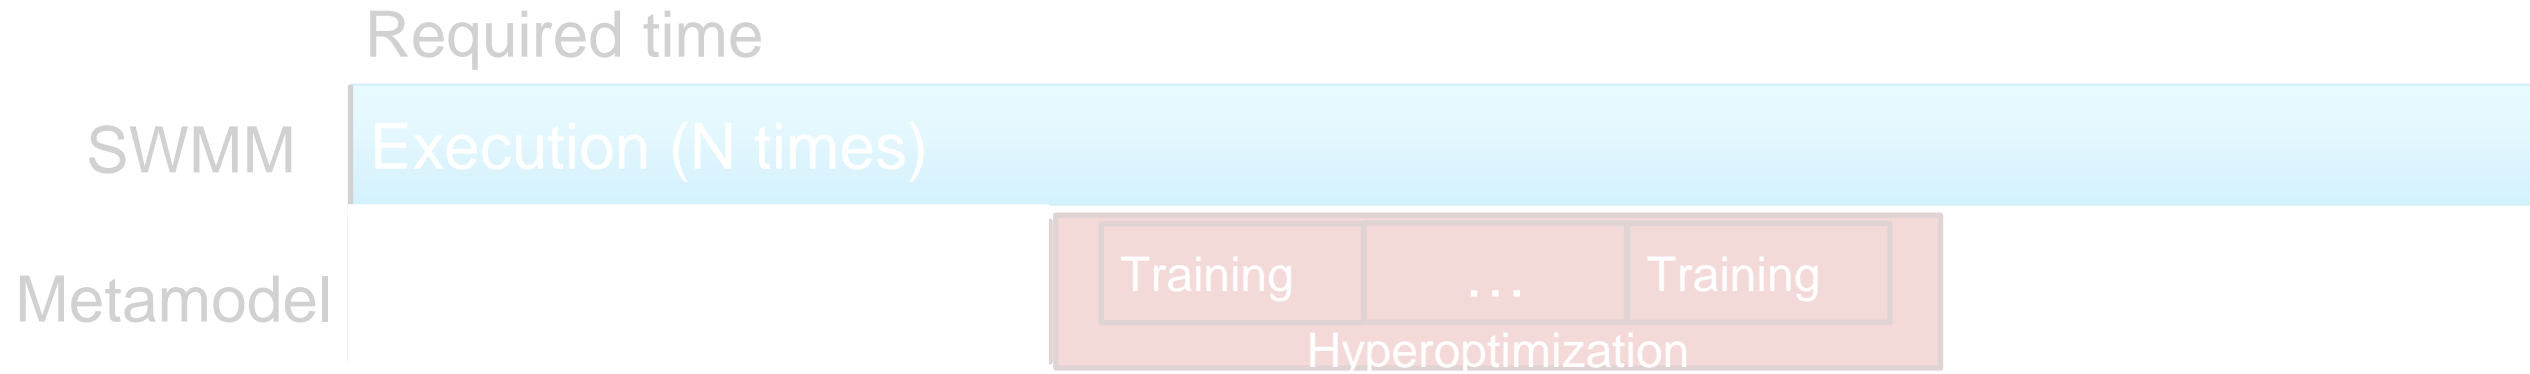 Required time
SWMM
Execution (N times)
Metamodel
Training
...
Training
Hyperoptimization